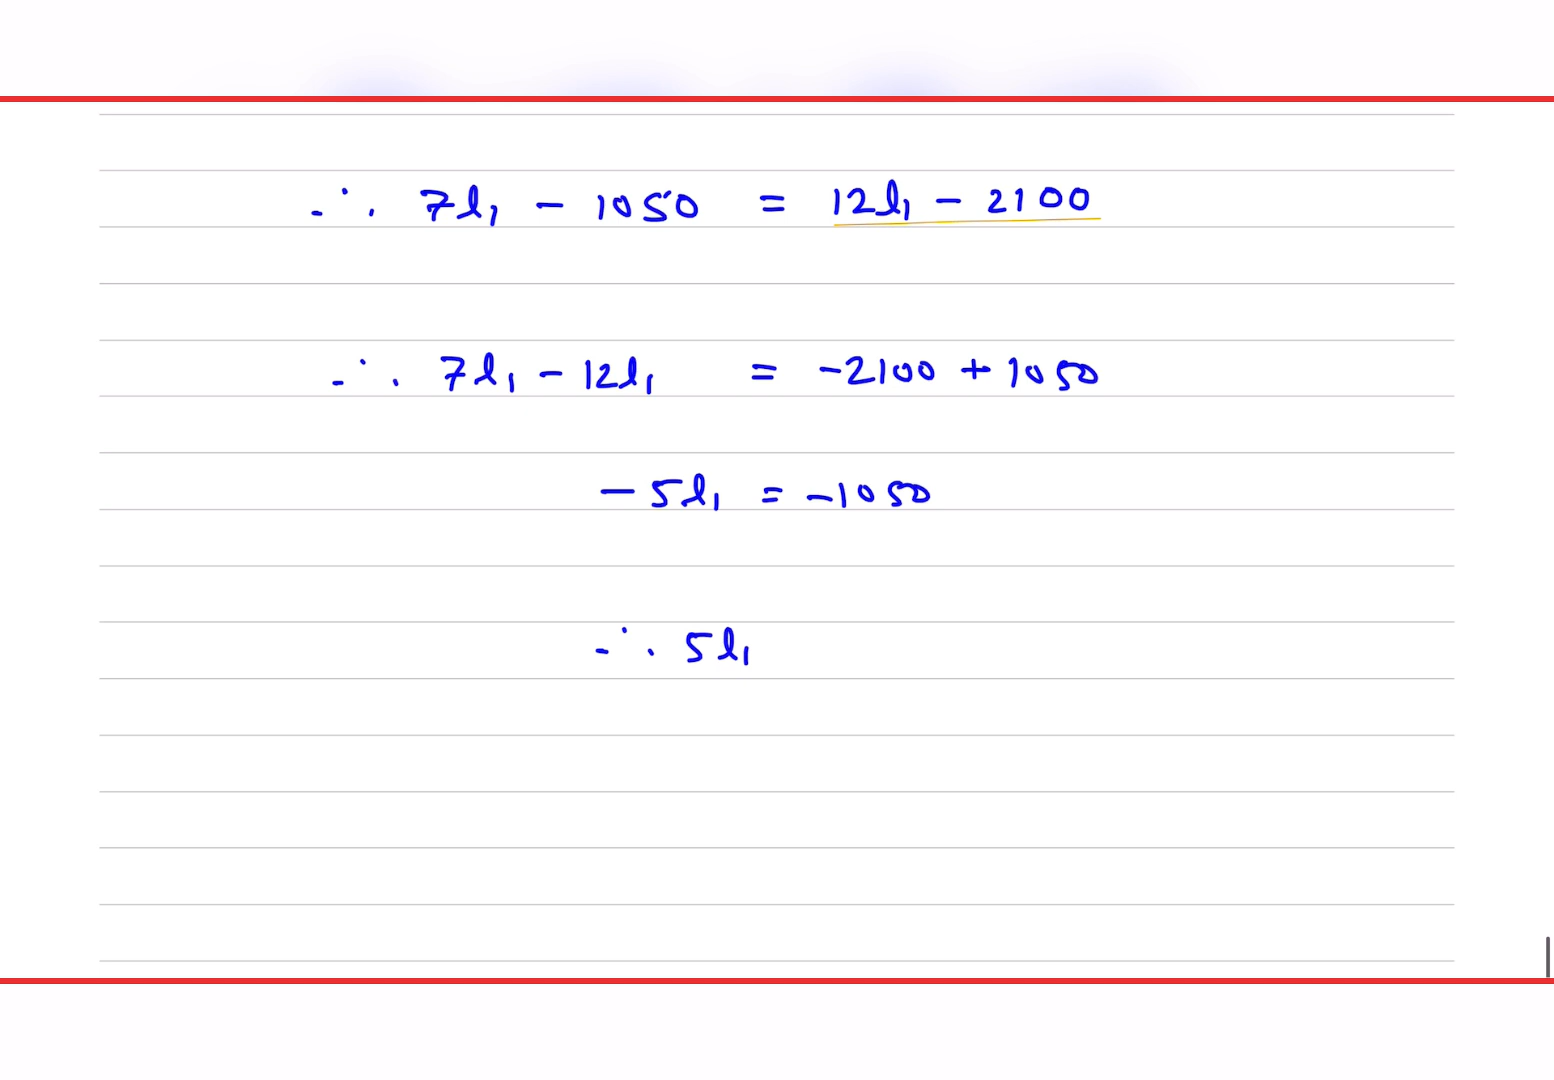 ∴ 7l₁ - 1050 = 12l₁ - 2100
∴ 7l₁ - 12l₁ = -2100 + 1050
- 5l₁ = -1050
∴ 5l₁